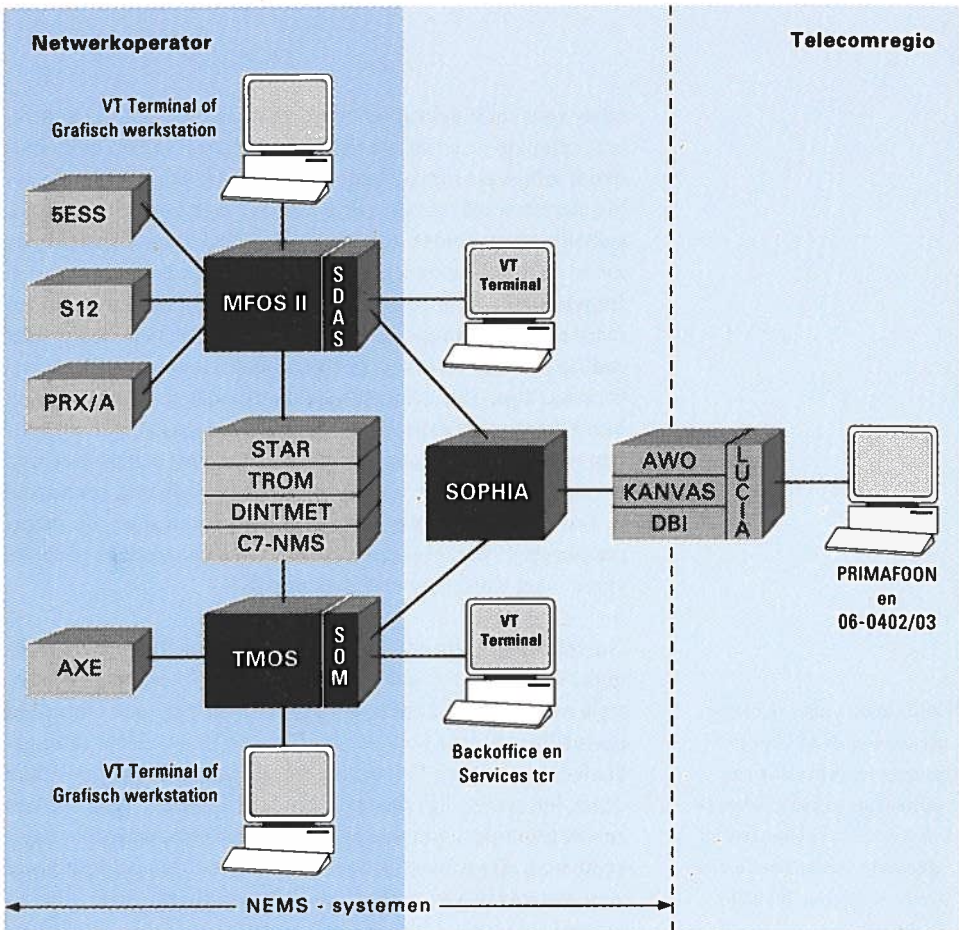 Netwerkoperator
Telecomregio
VT Terminal of
Grafisch werkstation
5ESS
S12
PRX/A
MFOS II
SDAS
VT
Terminal
STAR
TROM
DINTMET
C7-NMS
SOPHIA
AWO
KANVAS
DBI
LUCIA
PRIMAFOON
en
06-0402/03
AXE
TMOS
SOM
VT
Terminal
Backoffice en
Services tcr
VT Terminal of
Grafisch werkstation
NEMS - systemen